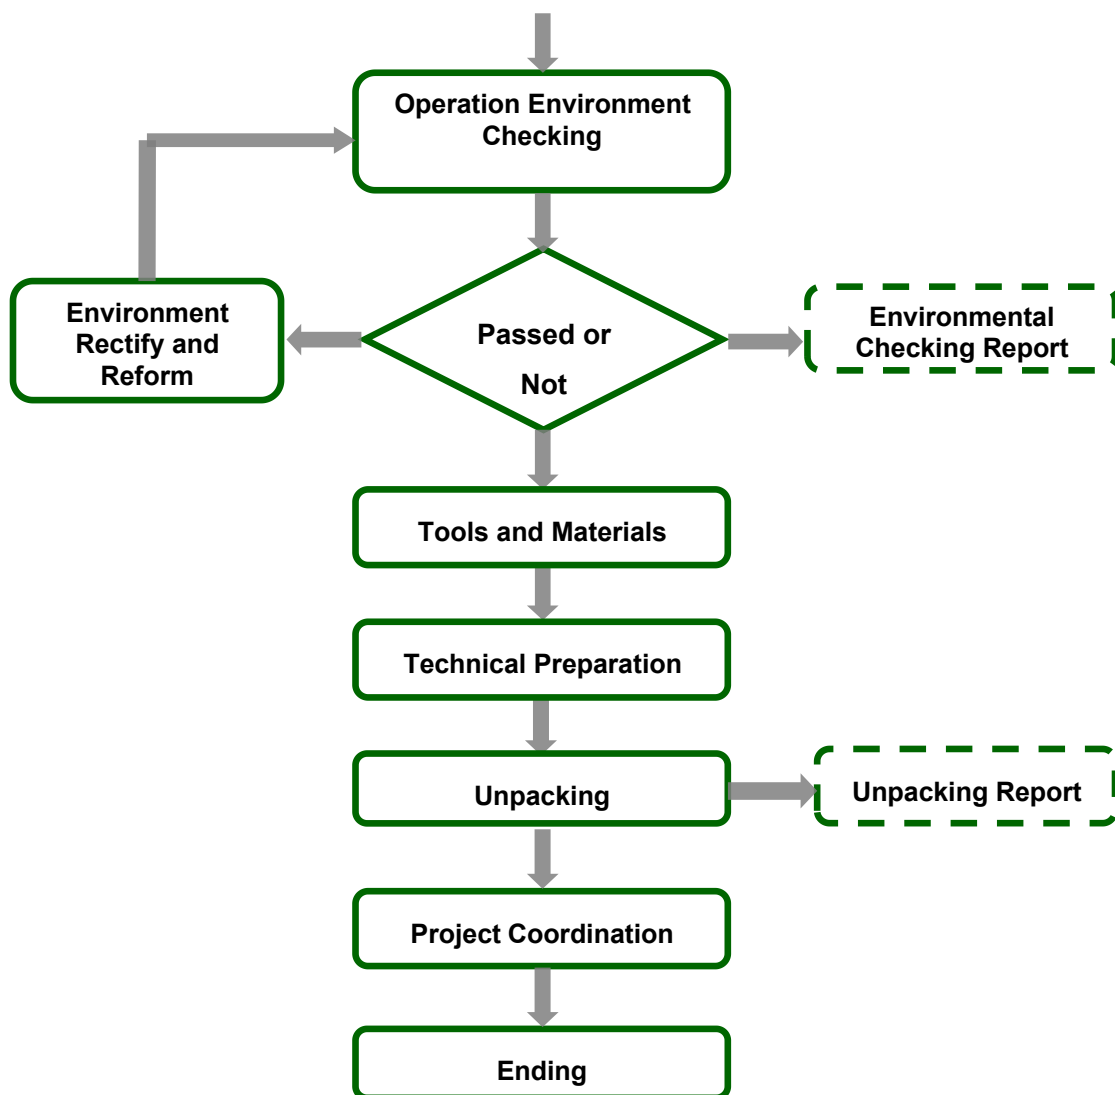 Operation Environment
Checking
Environment
Rectify and
Reform
Passed or
Not
Environmental
Checking Report
Tools and Materials
Technical Preparation
Unpacking
Unpacking Report
Project Coordination
Ending